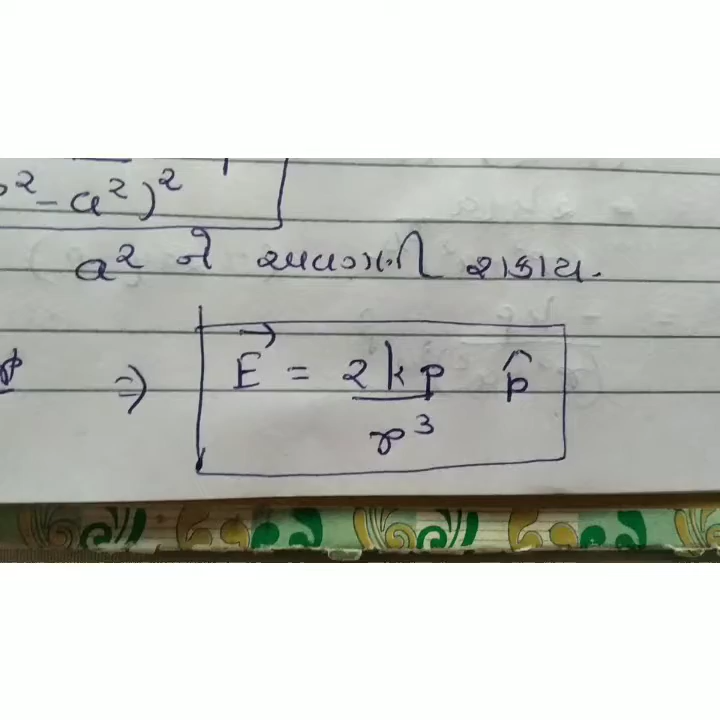 ²-a²)²
a² ને અવગણી શકાય.
⇒ E⃗ = 2kp/r³ p̂